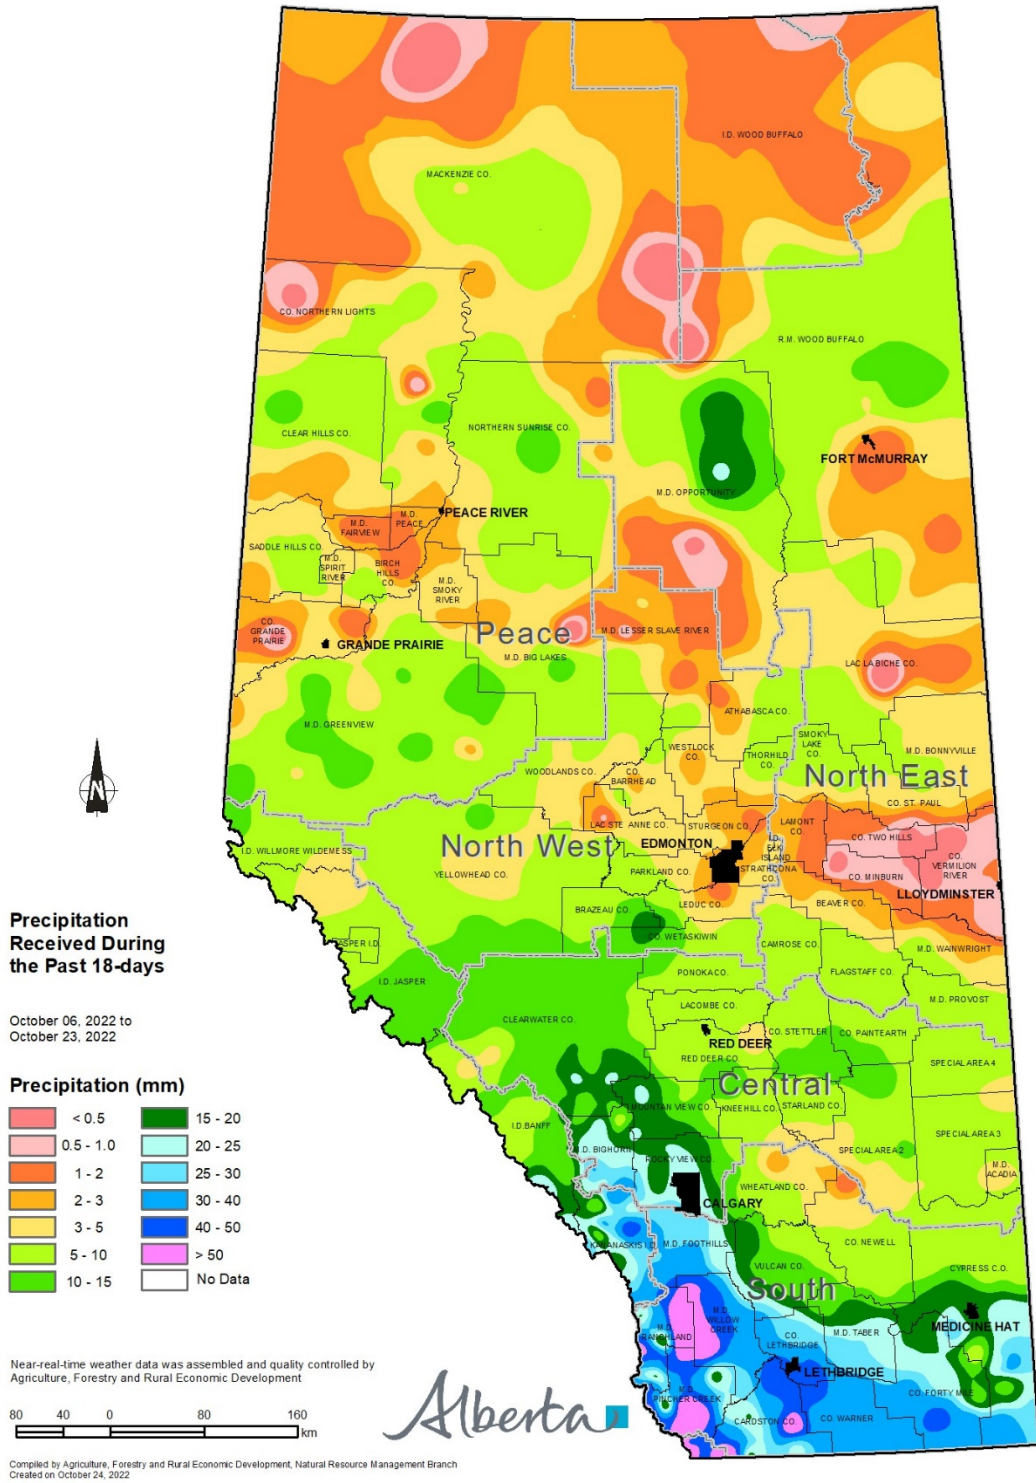 I.D. WOOD BUFFALO
MACKENZIE CO.
CO. NORTHERN LIGHTS
R.M. WOOD BUFFALO
CLEAR HILLS CO.
NORTHERN SUNRISE CO.
FORT McMURRAY
M.D. OPPORTUNITY
PEACE RIVER
M.D.
PEACE
M.D.
FAIRVIEW
SADDLE HILLS CO.
M.D.
SPIRIT
RIVER
BIRCH
HILLS
CO.
M.D.
SMOKY
RIVER
CO.
GRANDE
PRAIRIE
GRANDE PRAIRIE
Peace
M.D. LESSER SLAVE RIVER
M.D. BIG LAKES
LAC LA BICHE CO.
M.D. GREENVIEW
ATHABASCA CO.
WESTLOCK
CO.
THORHILD
CO.
SMOKY
LAKE
CO.
M.D. BONNYVILLE
WOODLANDS CO.
CO.
BARRHEAD
North East
CO. ST. PAUL
LAC STE. ANNE CO.
STURGEON CO.
LAMONT
CO.
CO. TWO HILLS
North West
EDMONTON
I.D.
ELK
ISLAND
I.D. WILLMORE WILDERNESS
YELLOWHEAD CO.
PARKLAND CO.
STRATHCONA
CO.
CO. MINBURN
CO.
VERMILION
RIVER
LLOYDMINSTER
LEDUC CO.
BEAVER CO.
BRAZEAU CO.
CO. WETASKIWIN
CAMROSE CO.
M.D. WAINWRIGHT
JASPER I.D.
I.D. JASPER
PONOKA CO.
FLAGSTAFF CO.
LACOMBE CO.
M.D. PROVOST
CLEARWATER CO.
RED DEER
CO. STETTLER
CO. PAINTEARTH
RED DEER CO.
SPECIAL AREA 4
Central
MOUNTAIN VIEW CO.
KNEEHILL CO.
STARLAND CO.
I.D. BANFF
SPECIAL AREA 3
M.D. BIGHORN
ROCKY VIEW CO.
SPECIAL AREA 2
M.D.
ACADIA
WHEATLAND CO.
CALGARY
KANANASKIS I.D.
M.D. FOOTHILLS
CO. NEWELL
VULCAN CO.
CYPRESS CO.
South
M.D.
WILLOW
CREEK
M.D.
RANCHLAND
MEDICINE HAT
M.D. TABER
CO.
LETHBRIDGE
LETHBRIDGE
M.D.
PINCHER CREEK
CO. FORTY MILE
CARDSTON CO.
CO. WARNER
N
Precipitation
Received During
the Past 18-days
October 06, 2022 to
October 23, 2022
Precipitation (mm)
< 0.5
0.5 - 1.0
1 - 2
2 - 3
3 - 5
5 - 10
10 - 15
15 - 20
20 - 25
25 - 30
30 - 40
40 - 50
> 50
No Data
Near-real-time weather data was assembled and quality controlled by
Agriculture, Forestry and Rural Economic Development
80 40 0 80 160
km
Alberta
Compiled by Agriculture, Forestry and Rural Economic Development, Natural Resource Management Branch
Created on October 24, 2022